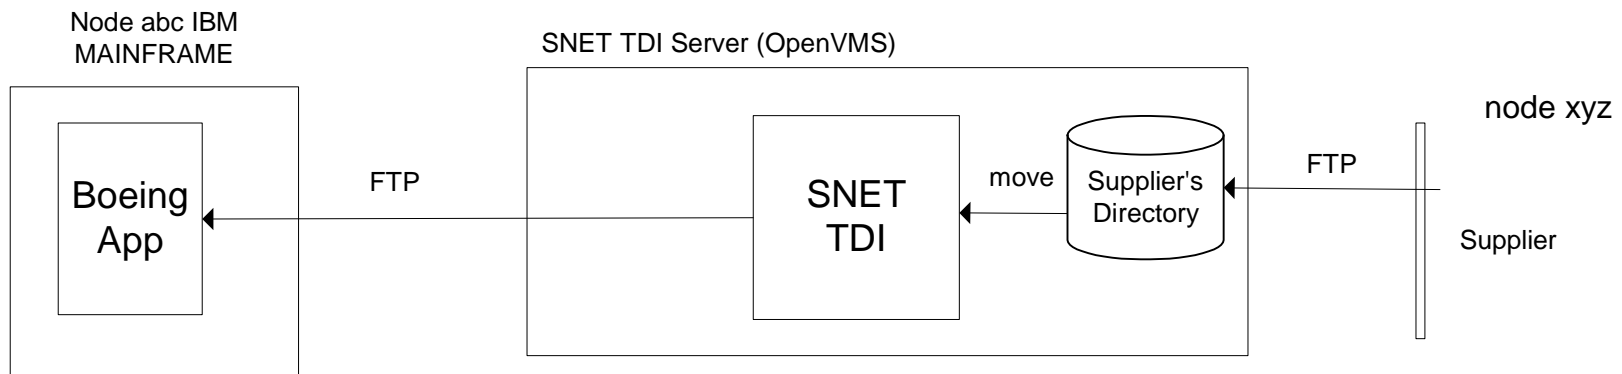 Node abc IBM
MAINFRAME
SNET TDI Server (OpenVMS)
node xyz
Boeing
App
FTP
SNET
TDI
move
Supplier's
Directory
FTP
Supplier